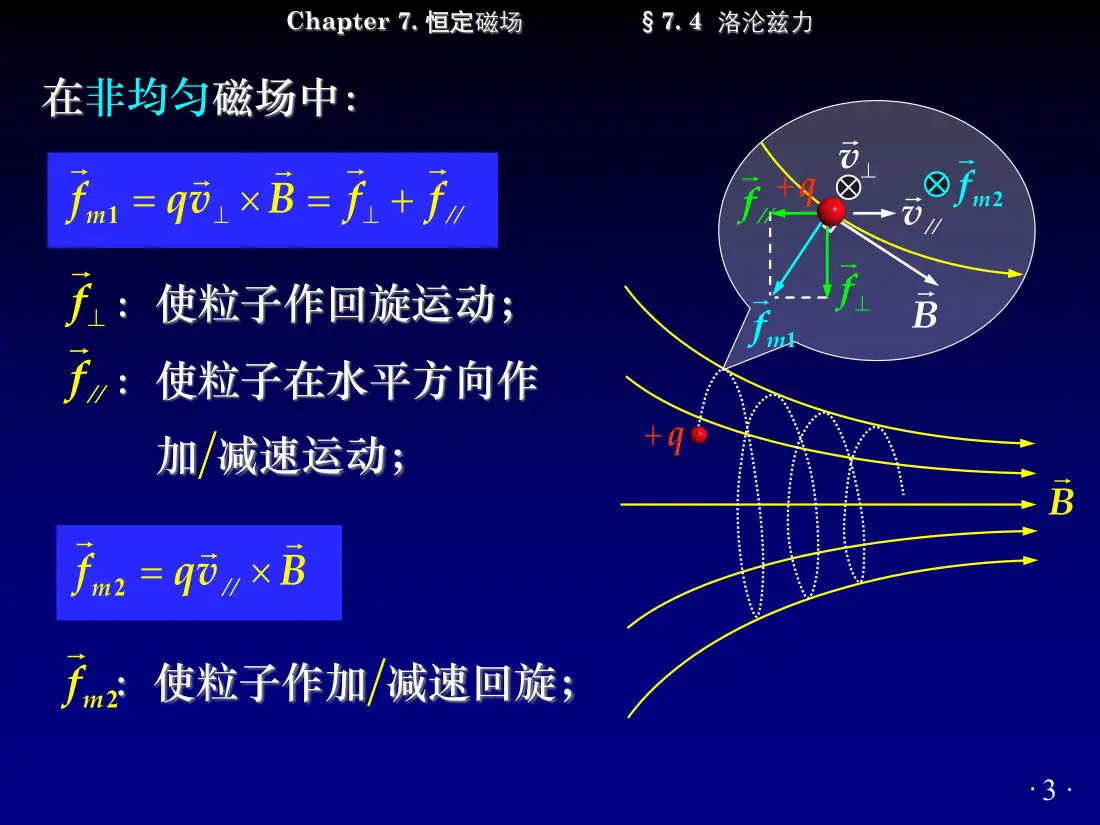 Chapter 7. 恒定磁场 §7. 4 洛沦兹力
在非均匀磁场中:
f⃗ₘ₁ = qv⃗⊥ × B⃗ = f⃗⊥ + f⃗//
f⃗⊥ : 使粒子作回旋运动;
f⃗// : 使粒子在水平方向作
加/减速运动;
f⃗ₘ₂ = qv⃗// × B⃗
f⃗ₘ₂: 使粒子作加/减速回旋;
v⃗⊥
+q
f⃗ₘ₂
f⃗//
v⃗//
f⃗⊥
B⃗
f⃗ₘ₁
+q
B⃗
·3·